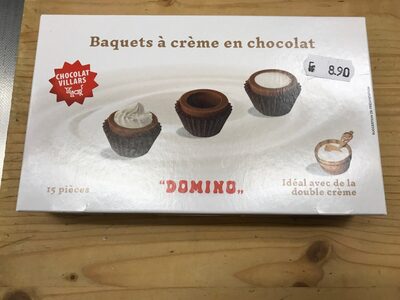 Baquets à crème en chocolat
CHOCOLAT
VILLARS
8.90
15 pièces
"DOMINO„
Idéal avec de la
double crème